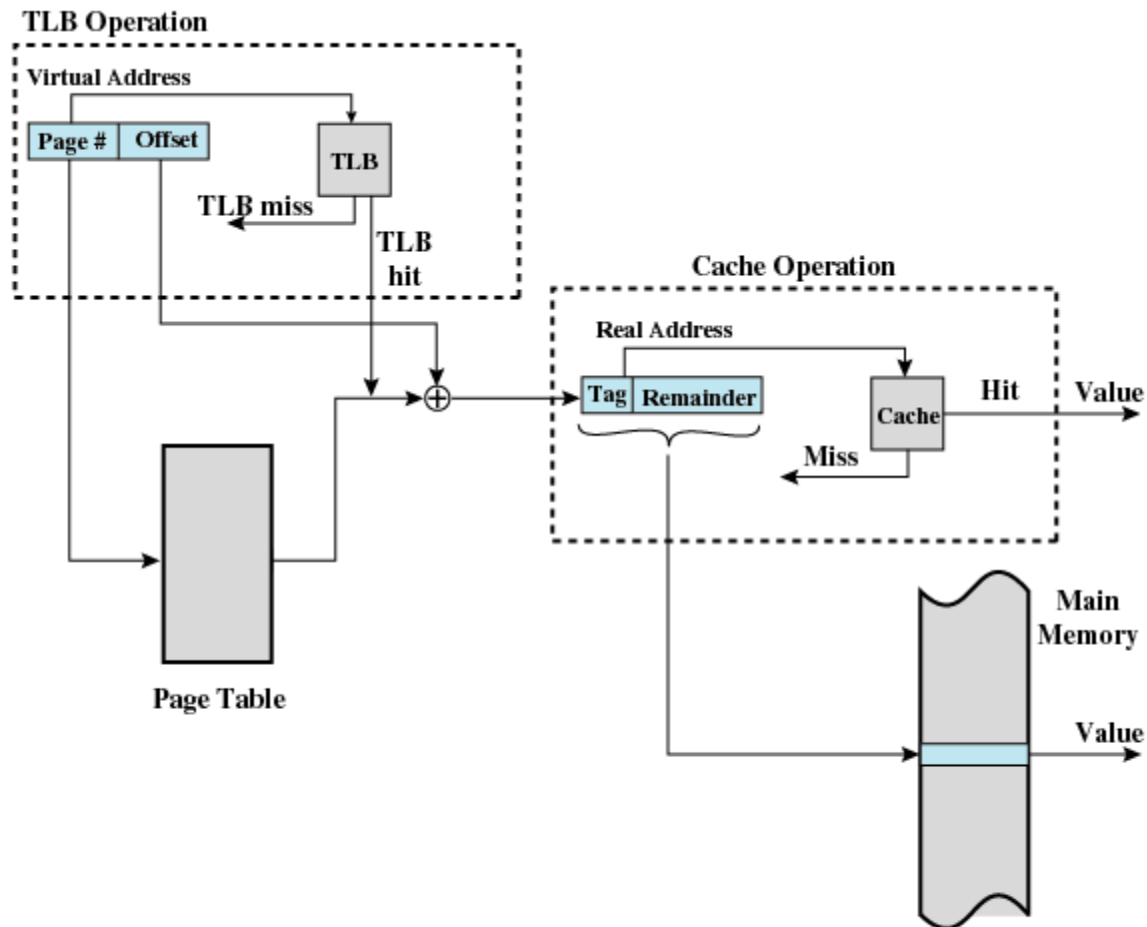 TLB Operation
Virtual Address
Page # Offset
TLB
TLB miss
TLB
hit
Cache Operation
Real Address
Tag Remainder
Cache
Hit
Value
Miss
Page Table
Main
Memory
Value